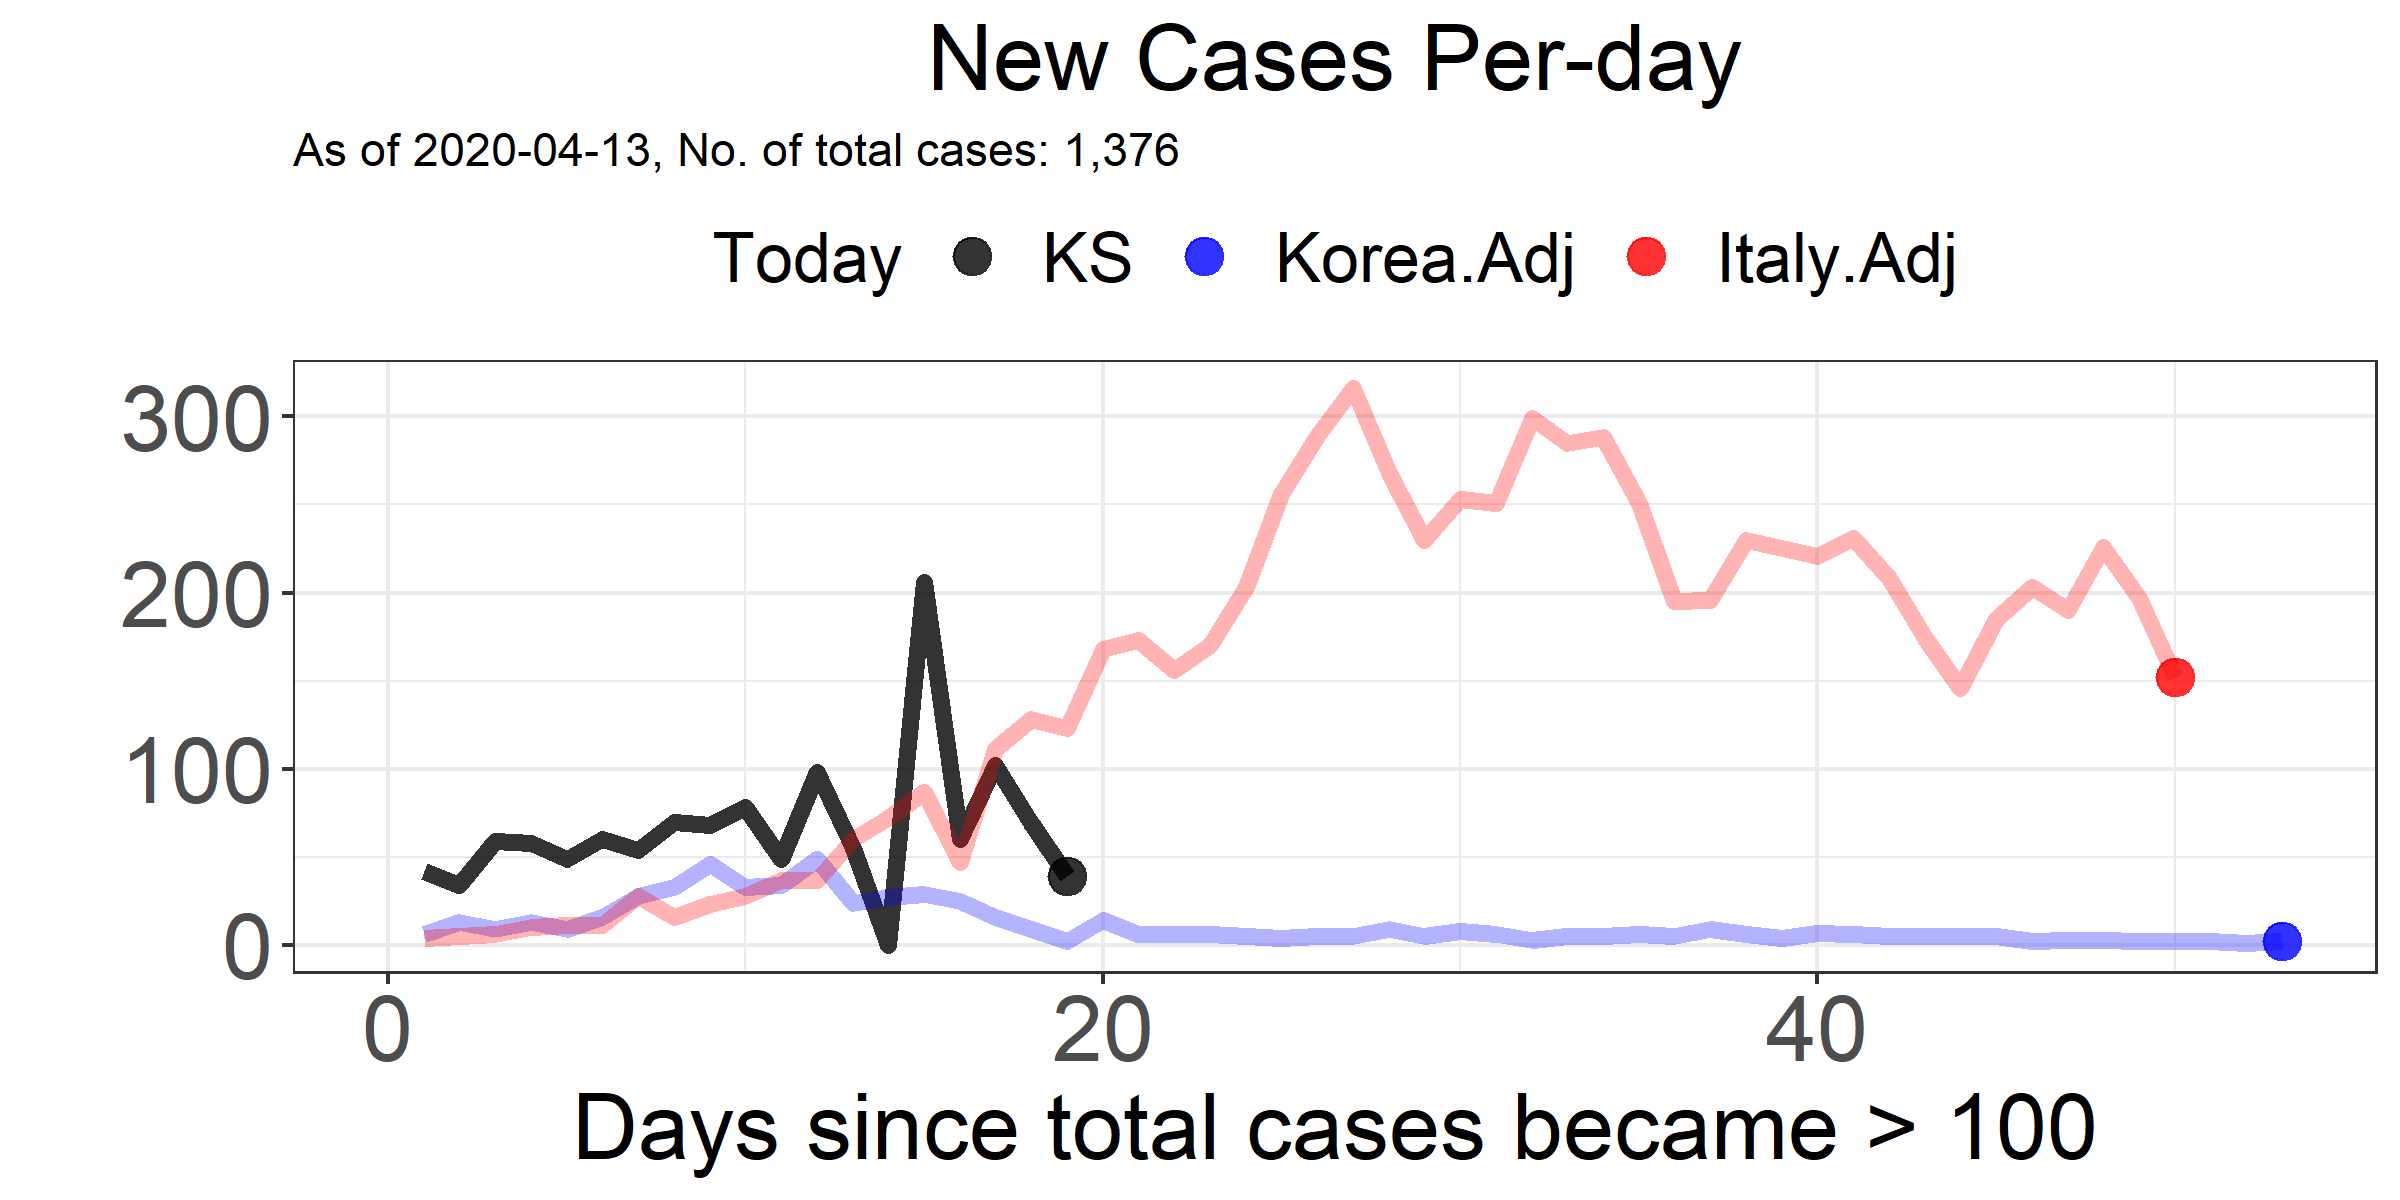 New Cases Per-day
As of 2020-04-13, No. of total cases: 1,376
Today KS Korea.Adj Italy.Adj
300
200
100
0
0 20 40
Days since total cases became > 100